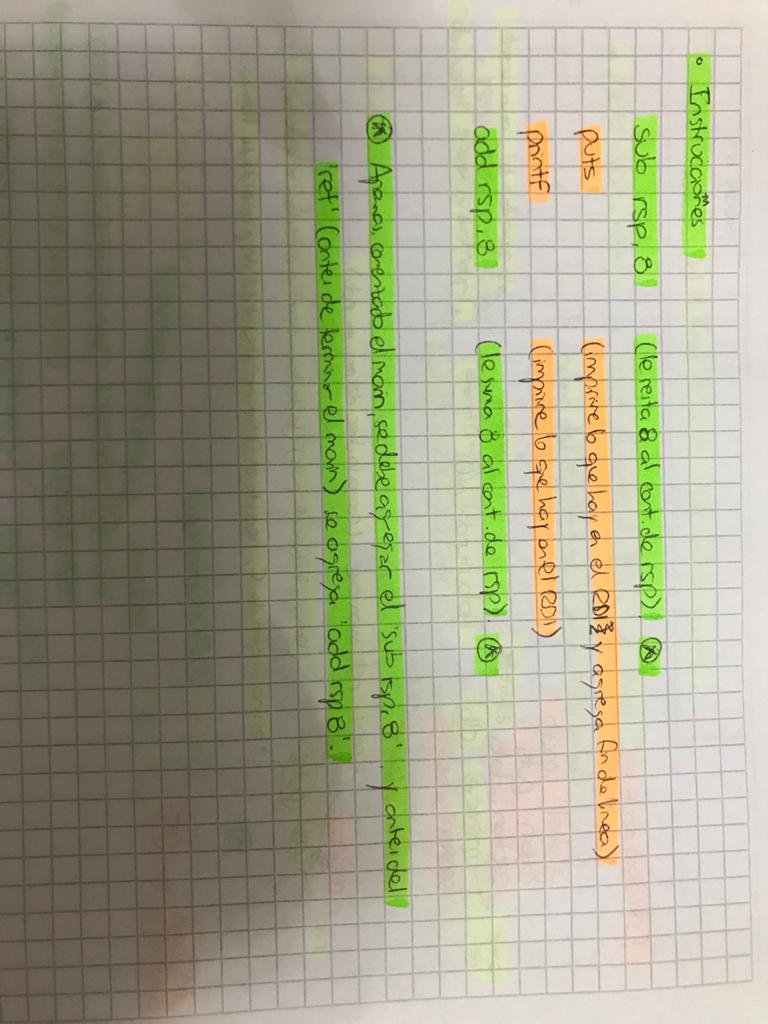 • Instrucciones
sub rsp, 8 (le resta 8 al cont. de rsp) *
puts (imprime lo que hay en el RDI y agrega fin de linea)
printf (imprime lo que hay en el RDI)
add rsp, 8 (le suma 8 al cont. de rsp). *
* Apenas comenzado el main, se debe agregar el 'sub rsp, 8' y antes del
'ret' (antes de terminar el main) se agrega 'add rsp 8'.